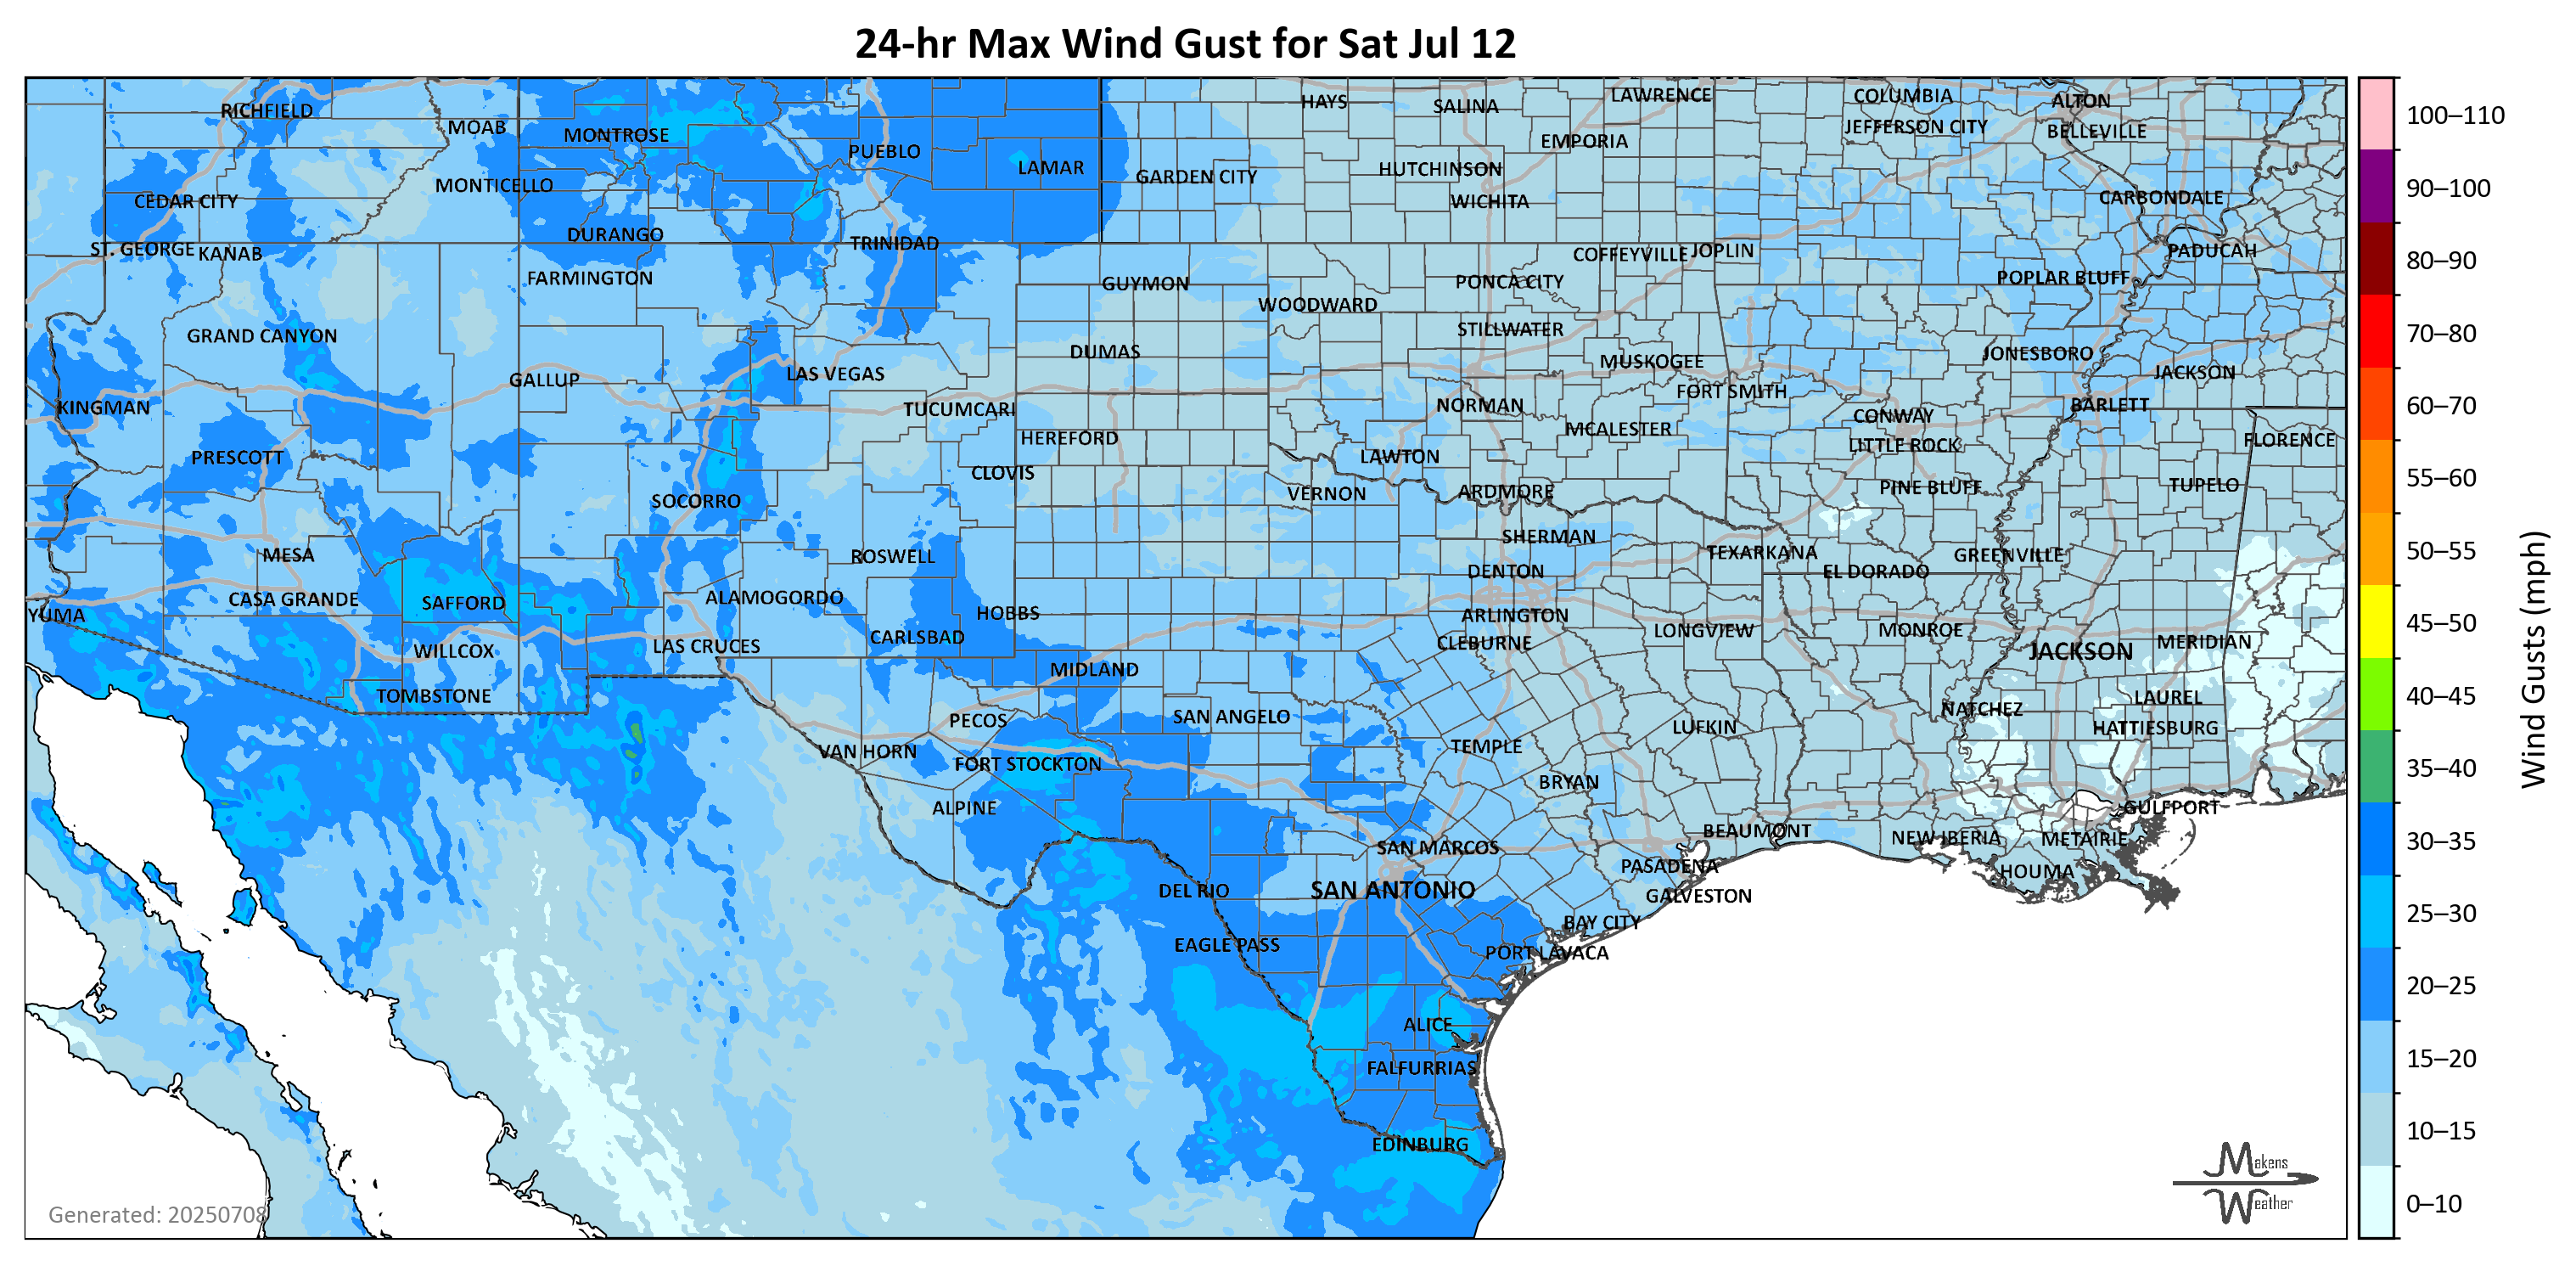 24-hr Max Wind Gust for Sat Jul 12
RICHFIELD
MOAB
MONTROSE
PUEBLO
LAMAR
HAYS
SALINA
LAWRENCE
COLUMBIA
ALTON
JEFFERSON CITY
BELLEVILLE
EMPORIA
HUTCHINSON
GARDEN CITY
WICHITA
MONTICELLO
CEDAR CITY
CARBONDALE
DURANGO
TRINIDAD
ST. GEORGE
KANAB
FARMINGTON
GUYMON
COFFEYVILLE
JOPLIN
PADUCAH
PONCA CITY
POPLAR BLUFF
WOODWARD
GRAND CANYON
STILLWATER
DUMAS
MUSKOGEE
JONESBORO
GALLUP
LAS VEGAS
JACKSON
FORT SMITH
KINGMAN
TUCUMCARI
NORMAN
CONWAY
BARLETT
HEREFORD
MCALESTER
LITTLE ROCK
FLORENCE
PRESCOTT
LAWTON
CLOVIS
SOCORRO
VERNON
ARDMORE
PINE BLUFF
TUPELO
SHERMAN
MESA
ROSWELL
TEXARKANA
GREENVILLE
DENTON
EL DORADO
CASA GRANDE
SAFFORD
ALAMOGORDO
HOBBS
YUMA
ARLINGTON
CARLSBAD
CLEBURNE
LONGVIEW
MONROE
MERIDIAN
WILLCOX
LAS CRUCES
JACKSON
MIDLAND
TOMBSTONE
LAUREL
PECOS
SAN ANGELO
NATCHEZ
LUFKIN
HATTIESBURG
VAN HORN
TEMPLE
FORT STOCKTON
BRYAN
ALPINE
GULFPORT
BEAUMONT
NEW IBERIA
METAIRIE
SAN MARCOS
PASADENA
HOUMA
DEL RIO
SAN ANTONIO
GALVESTON
BAY CITY
EAGLE PASS
PORT LAVACA
ALICE
FALFURRIAS
EDINBURG
Generated: 20250708
Makens
Weather
100–110
90–100
80–90
70–80
60–70
55–60
50–55
45–50
40–45
35–40
30–35
25–30
20–25
15–20
10–15
0–10
Wind Gusts (mph)